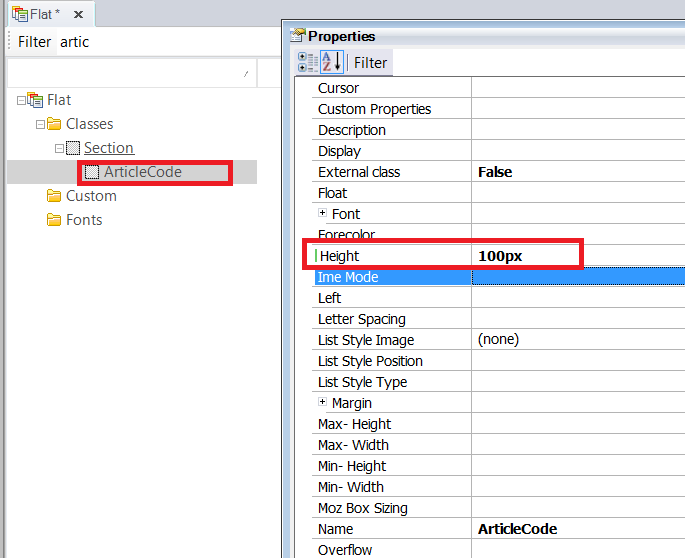 Flat *
Filter artic
Flat
Classes
Section
ArticleCode
Custom
Fonts
Properties
A
Z
Filter
Cursor
Custom Properties
Description
Display
External class False
Float
Font
Forecolor
Height 100px
Ime Mode
Left
Letter Spacing
List Style Image (none)
List Style Position
List Style Type
Margin
Max- Height
Max- Width
Min- Height
Min- Width
Moz Box Sizing
Name ArticleCode
Overflow